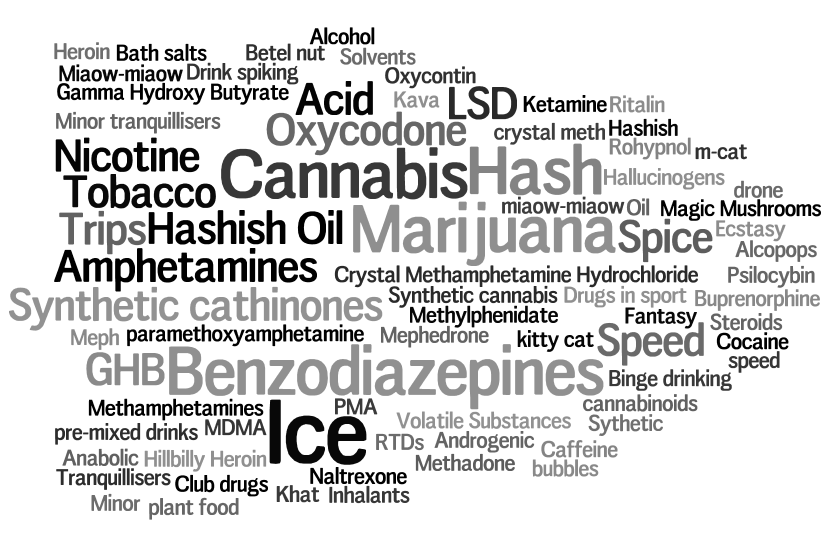 Alcohol
Heroin Bath salts Betel nut Solvents
Miaow-miaow Drink spiking Oxycontin
Gamma Hydroxy Butyrate Acid Kava LSD Ketamine Ritalin
Minor tranquillisers Oxycodone crystal meth Hashish
Rohypnol m-cat
Nicotine Cannabis Hash Hallucinogens
Tobacco drone
miaow-miaow Oil Magic Mushrooms
Trips Hashish Oil Marijuana Spice Ecstasy
Alcopops
Amphetamines Crystal Methamphetamine Hydrochloride Psilocybin
Synthetic cathinones Synthetic cannabis Drugs in sport Buprenorphine
Methylphenidate Fantasy Steroids
Meph paramethoxyamphetamine Mephedrone kitty cat Speed Cocaine
speed
GHB Benzodiazepines Binge drinking
Methamphetamines PMA cannabinoids
pre-mixed drinks MDMA Ice Volatile Substances Sythetic
RTDs Androgenic Caffeine
Anabolic Hillbilly Heroin Methadone bubbles
Tranquillisers Club drugs Naltrexone
Minor plant food Khat Inhalants